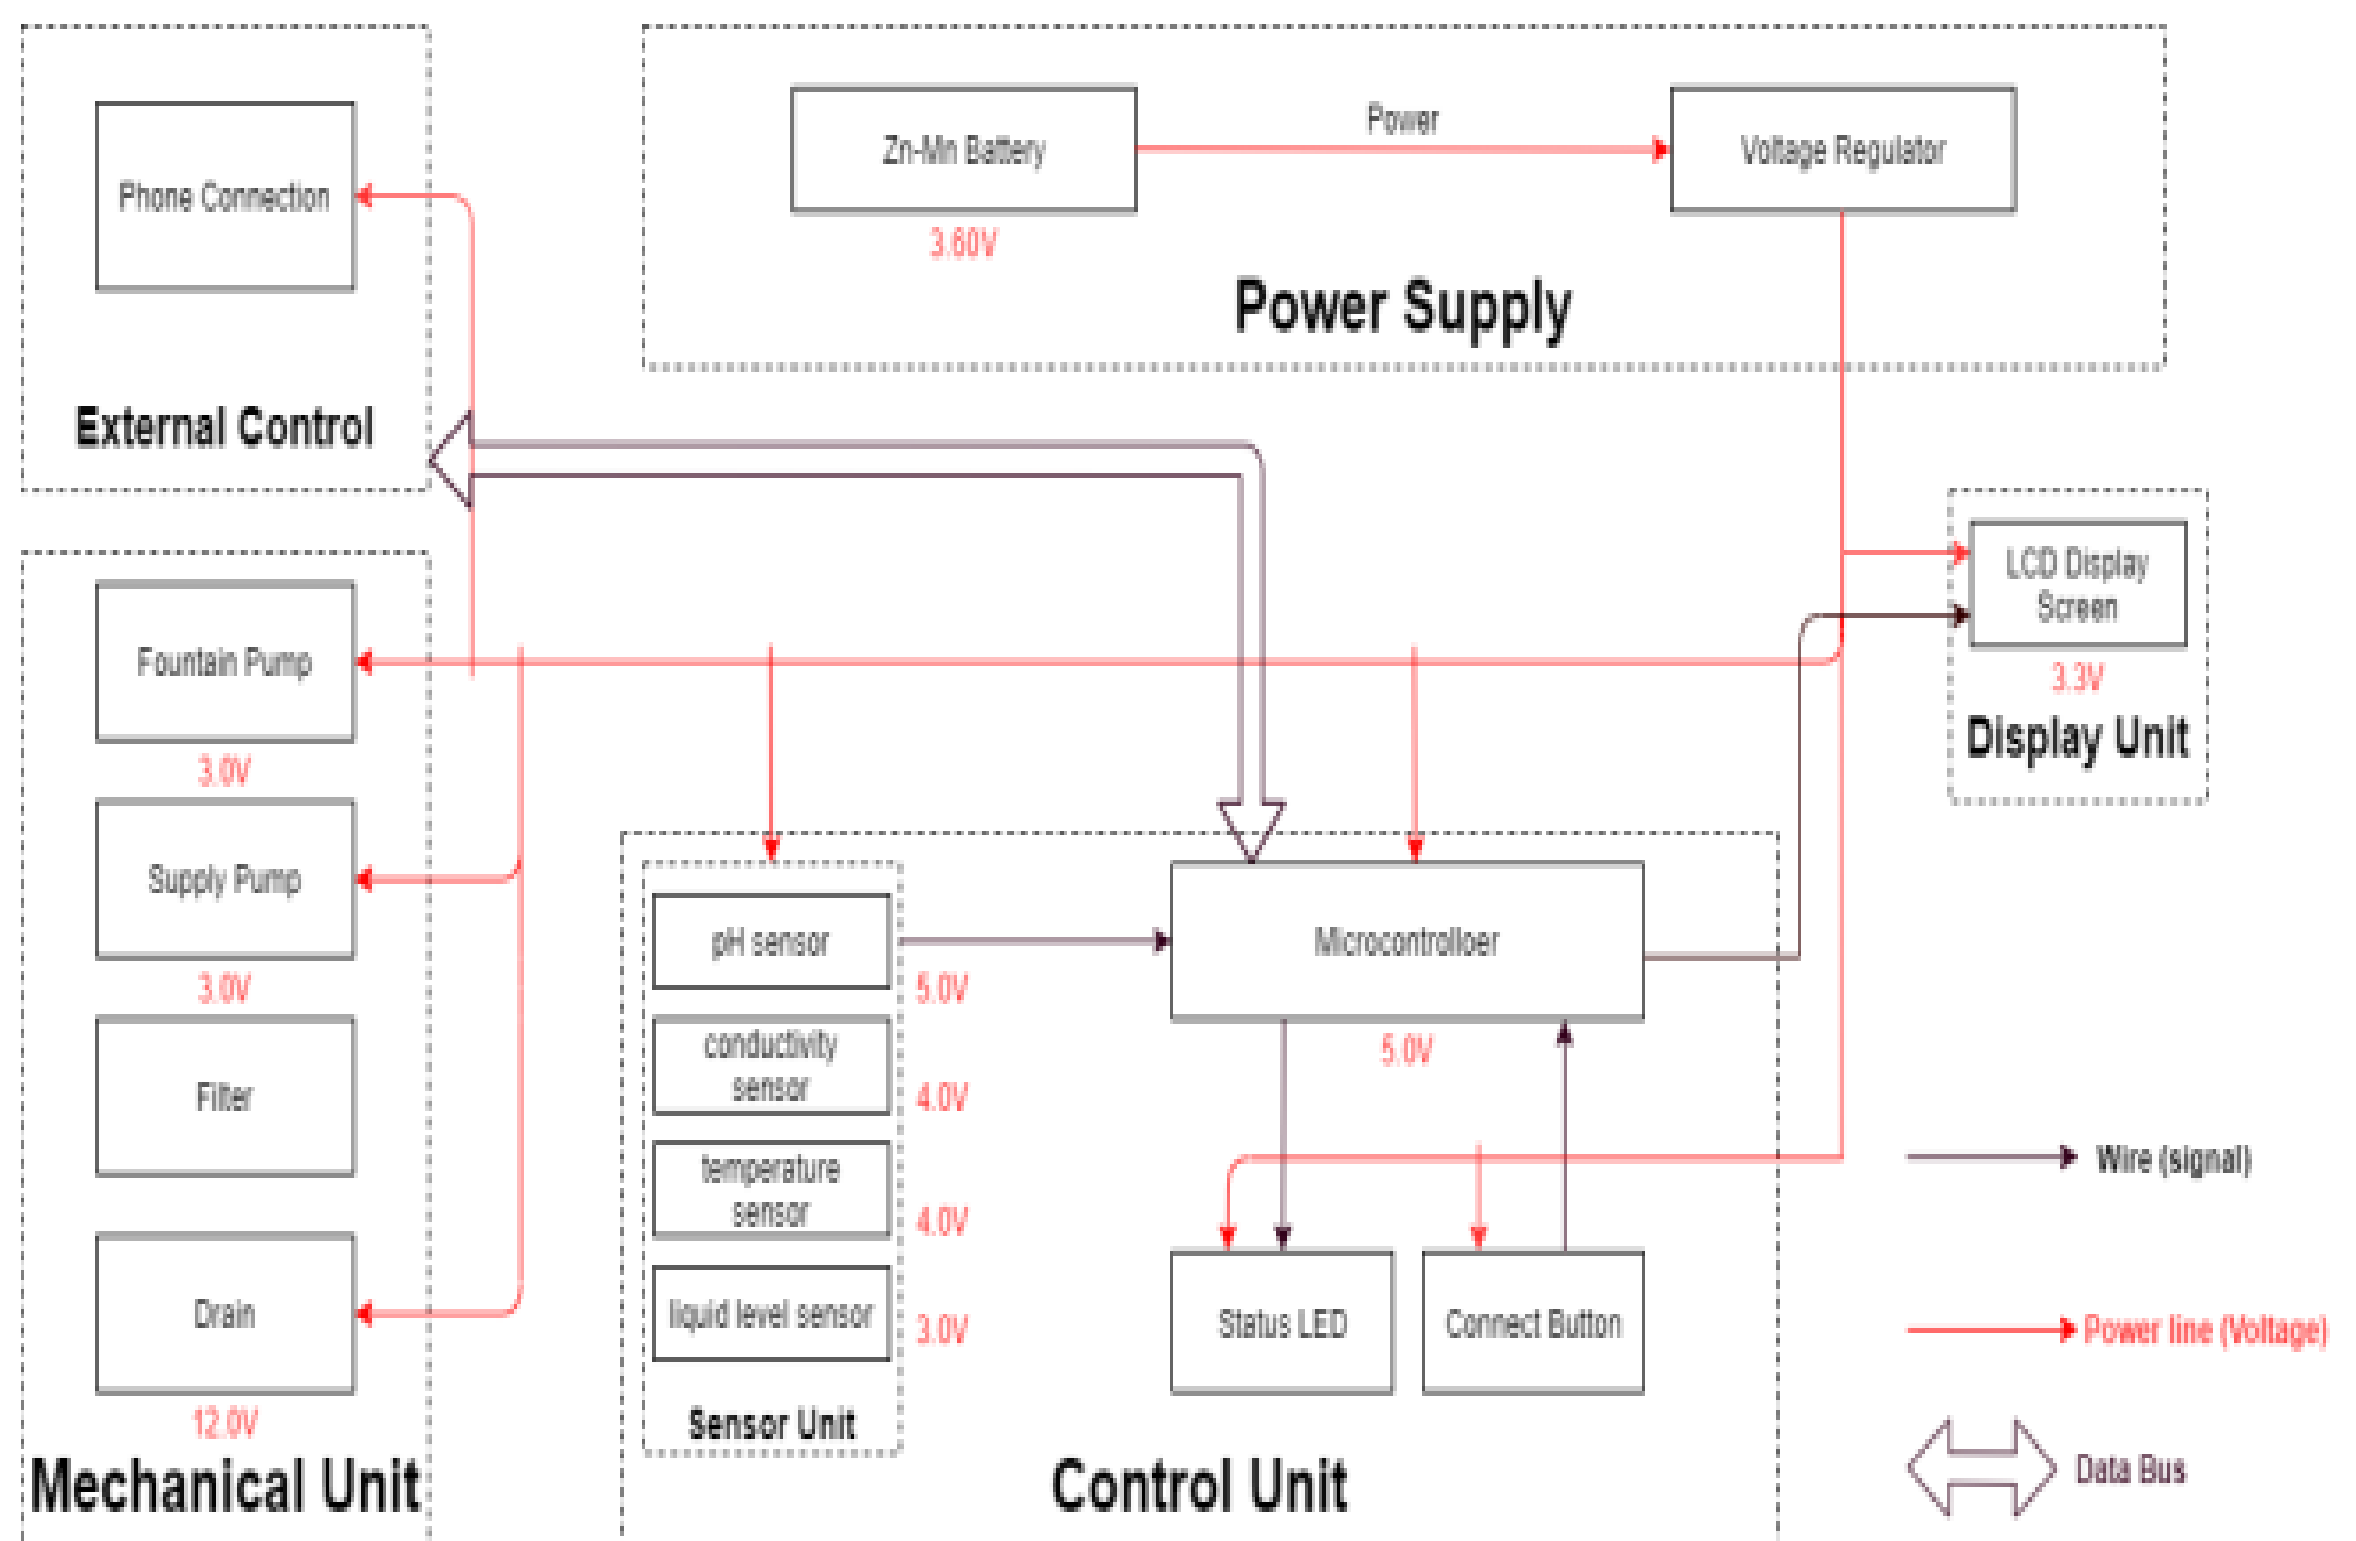 Phone Connection
External Control
Zn-Mn Battery
3.60V
Power
Voltage Regulator
Power Supply
LCD Display
Screen
3.3V
Display Unit
Fountain Pump
3.0V
Supply Pump
3.0V
Filter
Drain
12.0V
Mechanical Unit
pH sensor
5.0V
conductivity
sensor
4.0V
temperature
sensor
4.0V
liquid level sensor
3.0V
Sensor Unit
Microcontrolloer
5.0V
Status LED
Connect Button
Control Unit
Wire (signal)
Power line (Voltage)
Data Bus